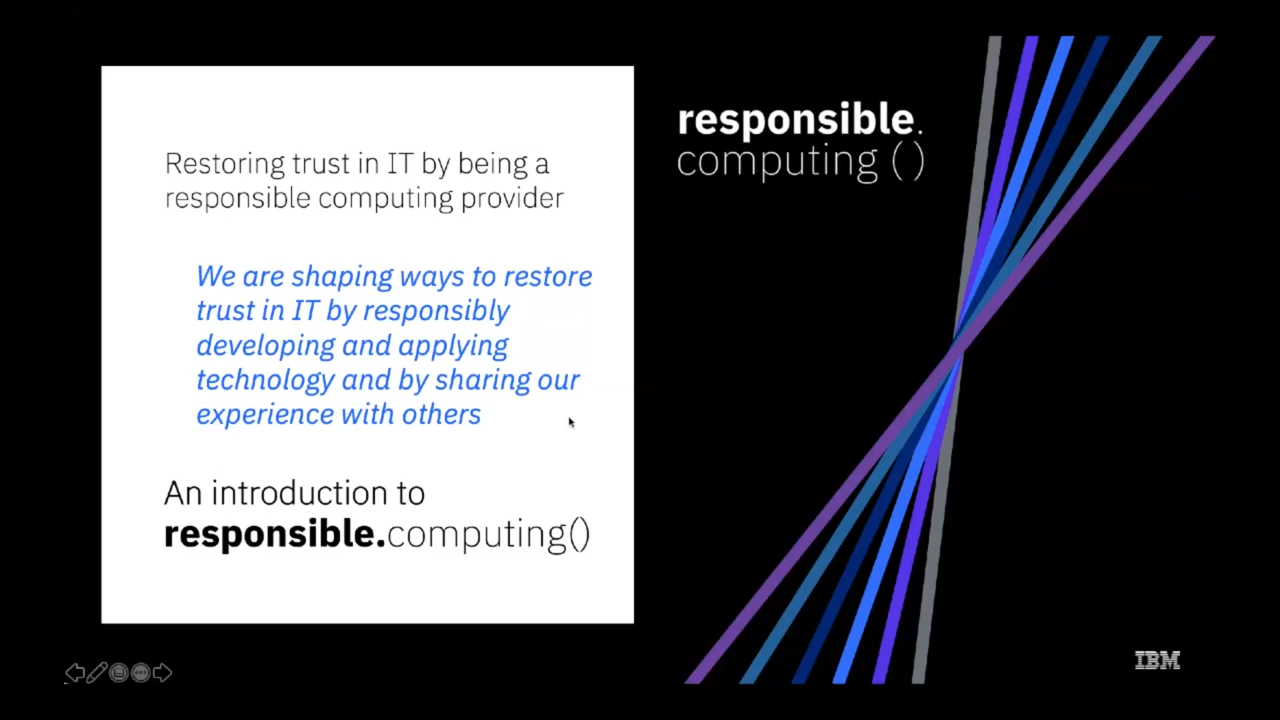 Restoring trust in IT by being a
responsible computing provider
We are shaping ways to restore
trust in IT by responsibly
developing and applying
technology and by sharing our
experience with others
An introduction to
responsible.computing()
responsible.
computing ( )
IBM